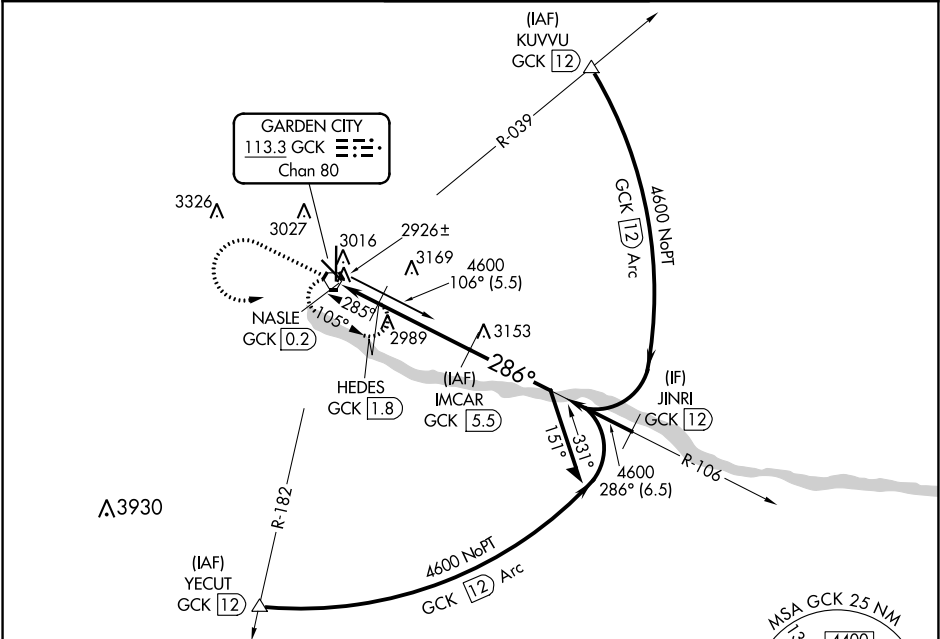 (IAF)
KUVVU
GCK 12
R-039
GARDEN CITY
113.3 GCK
Chan 80
4600 NoPT
GCK 12 Arc
3326
3027
3016
2926±
3169
4600
106° (5.5)
285°
105°
NASLE
GCK 0.2
2989
3153
HEDES
GCK 1.8
(IAF)
IMCAR
GCK 5.5
286°
(IF)
JINRI
GCK 12
151°
331°
4600
286° (6.5)
R-106
R-182
3930
(IAF)
YECUT
GCK 12
4600 NoPT
GCK 12 Arc
MSA GCK 25 NM